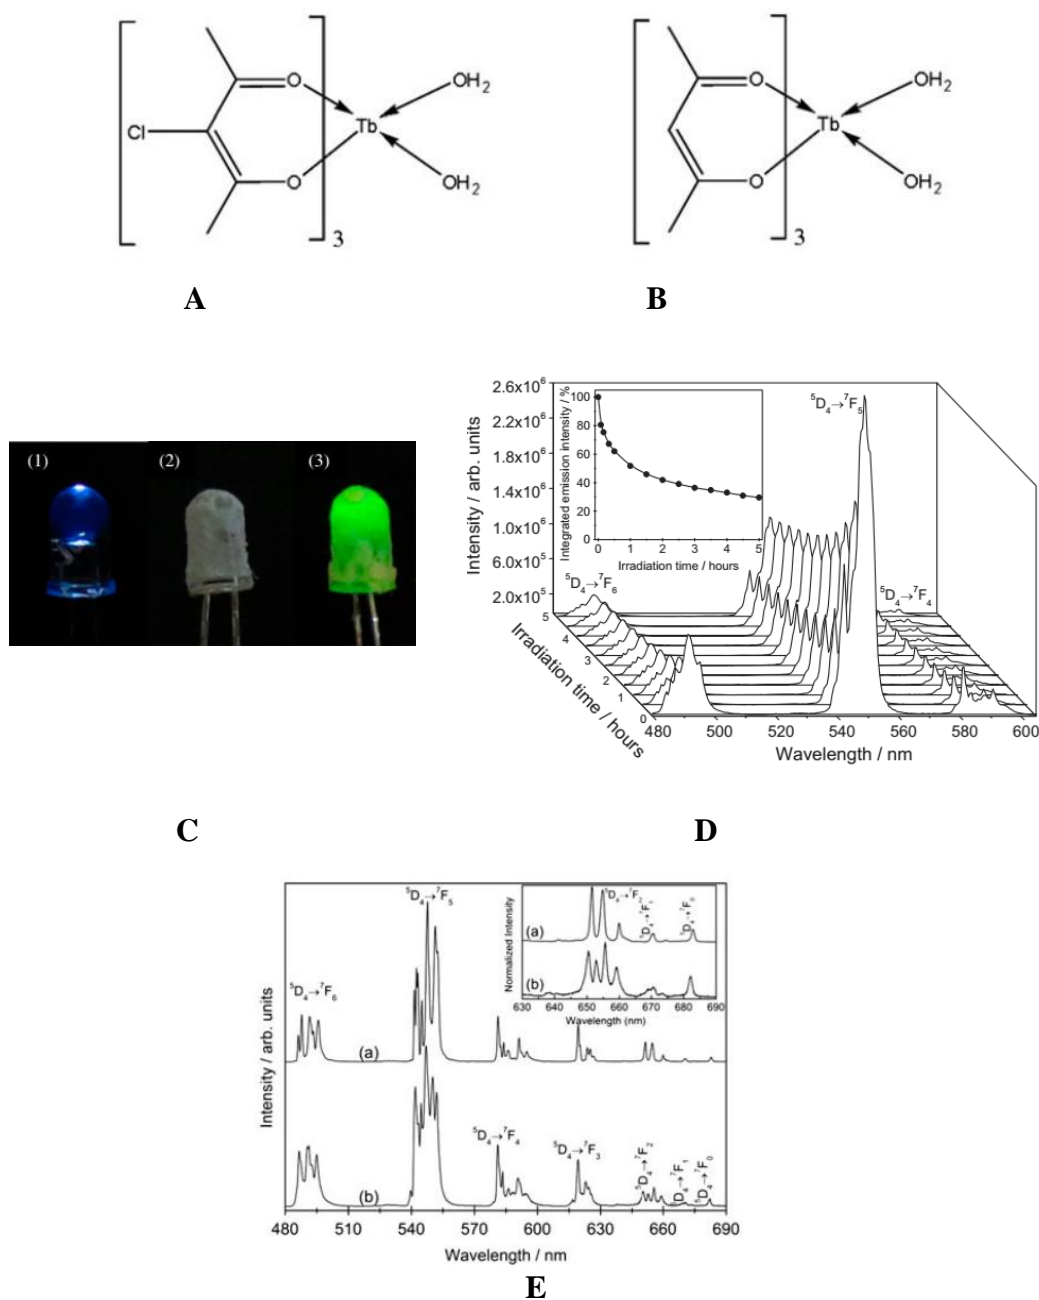 Cl
O
O
Tb
OH2
OH2
3
O
O
Tb
OH2
OH2
3
A
B
(1)
(2)
(3)
Intensity / arb. units
2.6x10^6
2.2x10^6
1.8x10^6
1.4x10^6
1.0x10^6
6.0x10^5
2.0x10^5
Integrated emission intensity / %
100
80
60
40
20
0
0 1 2 3 4 5
Irradiation time / hours
5D4→7F5
5D4→7F6
5D4→7F4
5
4
3
2
1
0
Irradiation time / hours
480 500 520 540 560 580 600
Wavelength / nm
C
D
Intensity / arb. units
5D4→7F5
5D4→7F6
(a)
5D4→7F4
5D4→7F3
5D4→7F2
5D4→7F1
5D4→7F0
(b)
Normalized Intensity
5D4→7F2
5D4→7F1
5D4→7F0
(a)
(b)
630 640 650 660 670 680 690
Wavelength (nm)
480 510 540 570 600 630 660 690
Wavelength / nm
E